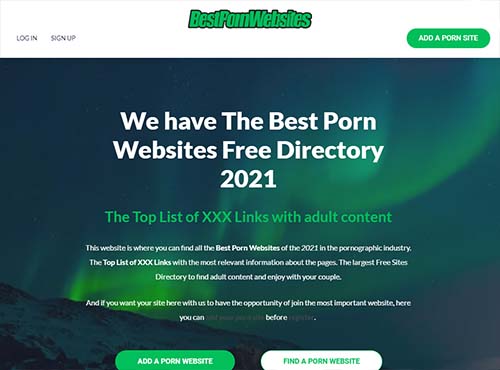 BestPornWebsites
LOG IN SIGN UP ADD A PORN SITE
We have The Best Porn
Websites Free Directory
2021
The Top List of XXX Links with adult content
This website is where you can find all the Best Porn Websites of the 2021 in the pornographic industry.
The Top List of XXX Links with the most relevant information about the pages. The largest Free Sites
Directory to find adult content and enjoy with your couple.
And if you want your site here with us to have the opportunity of join the most important website, here
you can add your porn site before register.
ADD A PORN WEBSITE FIND A PORN WEBSITE